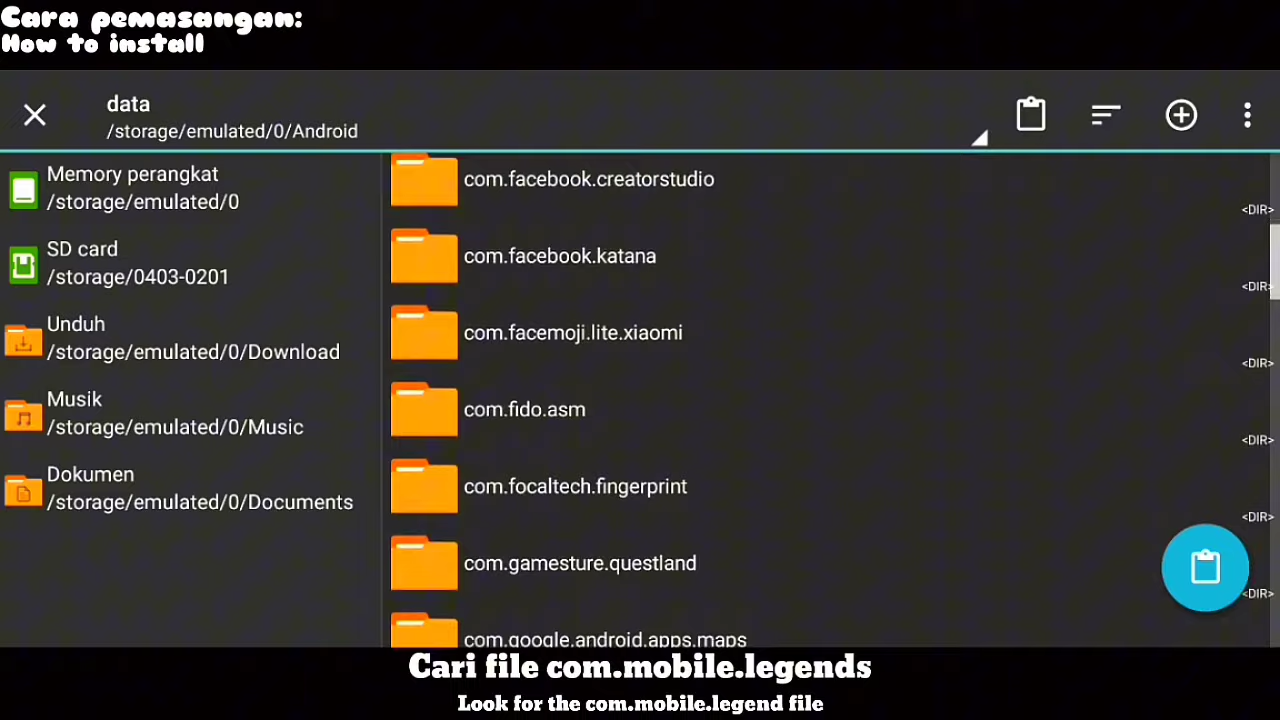 Cara pemasangan:
How to install
data
/storage/emulated/0/Android
Memory perangkat
/storage/emulated/0
SD card
/storage/0403-0201
Unduh
/storage/emulated/0/Download
Musik
/storage/emulated/0/Music
Dokumen
/storage/emulated/0/Documents
com.facebook.creatorstudio
<DIR>
com.facebook.katana
<DIR>
com.facemoji.lite.xiaomi
<DIR>
com.fido.asm
<DIR>
com.focaltech.fingerprint
<DIR>
com.gamesture.questland
<DIR>
com.google.android.apps.maps
Cari file com.mobile.legends
Look for the com.mobile.legend file